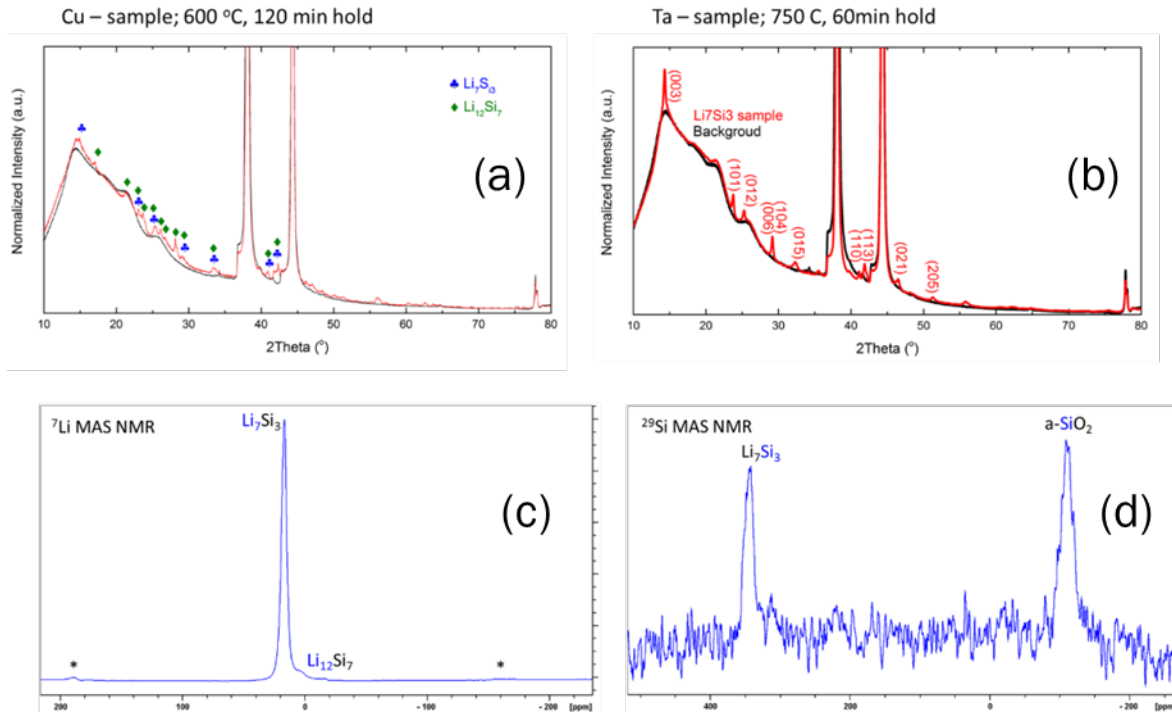 Cu – sample; 600 °C, 120 min hold
Ta – sample; 750 C, 60min hold
Normalized Intensity (a.u.)
♣ Li₇S𝗂₃
♦ Li₁₂Si₇
(a)
10 20 30 40 50 60 70 80
2Theta (°)
Normalized Intensity (a.u.)
(003)
Li7Si3 sample
Backgroud
(b)
(101)
(012)
(006)
(104)
(015)
(110)
(113)
(021)
(205)
10 20 30 40 50 60 70 80
2Theta (°)
⁷Li MAS NMR
Li₇Si₃
(c)
Li₁₂Si₇
*
*
200 100 0 - 100 - 200 [ppm]
²⁹Si MAS NMR
a-SiO₂
Li₇Si₃
(d)
400 200 0 - 200 [ppm]